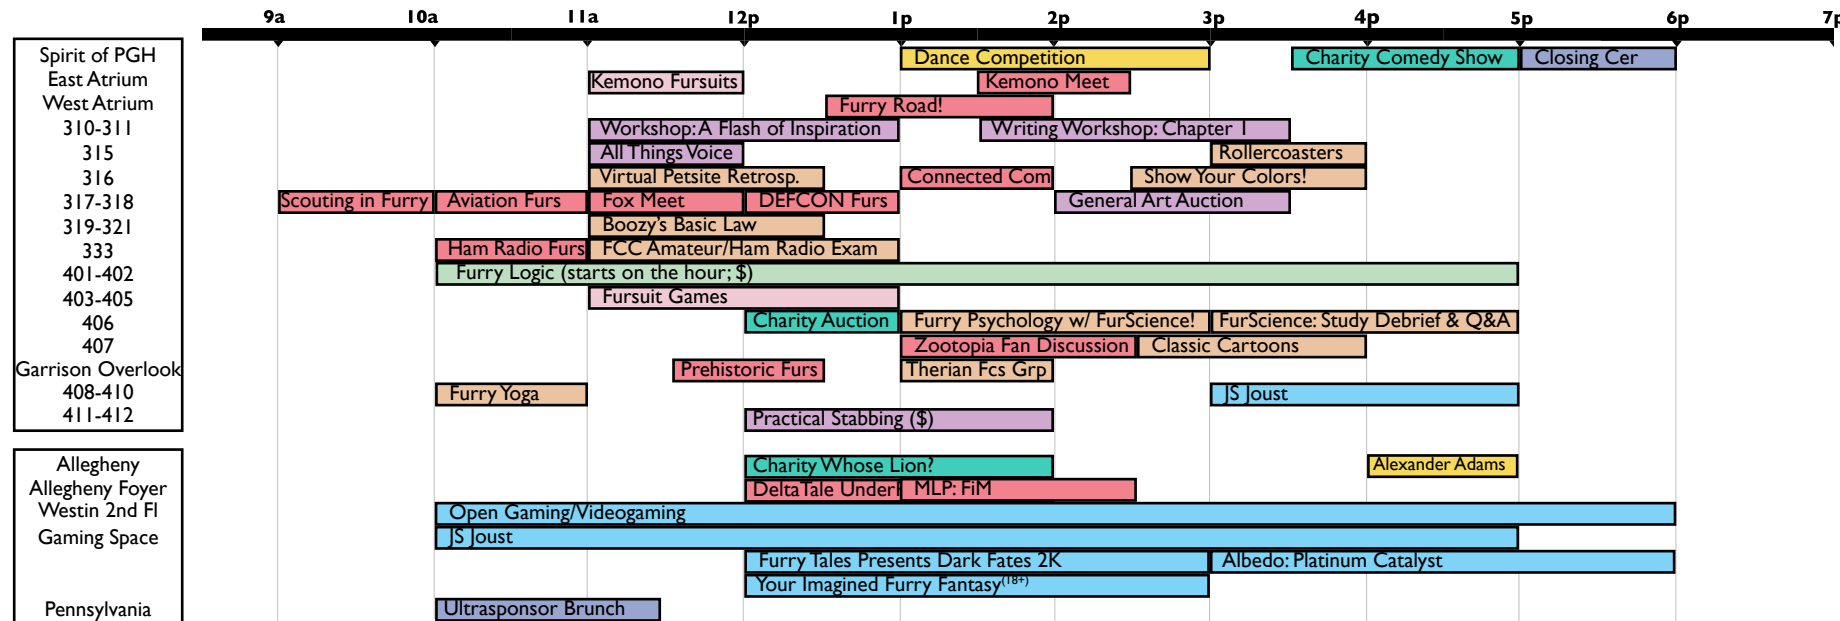 9a 10a 11a 12p 1p 2p 3p 4p 5p 6p 7p
Spirit of PGH Dance Competition Charity Comedy Show Closing Cer
East Atrium Kemono Fursuits Kemono Meet
West Atrium Furry Road!
310-311 Workshop: A Flash of Inspiration Writing Workshop: Chapter 1
315 All Things Voice Rollercoasters
316 Virtual Petsite Retrosp. Connected Com Show Your Colors!
317-318 Scouting in Furry Aviation Furs Fox Meet DEFCON Furs General Art Auction
319-321 Boozy's Basic Law
333 Ham Radio Furs FCC Amateur/Ham Radio Exam
401-402 Furry Logic (starts on the hour; $)
403-405 Fursuit Games
406 Charity Auction Furry Psychology w/ FurScience! FurScience: Study Debrief & Q&A
407 Zootopia Fan Discussion Classic Cartoons
Garrison Overlook Prehistoric Furs Therian Fcs Grp
408-410 Furry Yoga JS Joust
411-412 Practical Stabbing ($)
Allegheny Charity Whose Lion? Alexander Adams
Allegheny Foyer DeltaTale Under MLP: FiM
Westin 2nd Fl Open Gaming/Videogaming
Gaming Space JS Joust
Furry Tales Presents Dark Fates 2K Albedo: Platinum Catalyst
Your Imagined Furry Fantasy(18+)
Pennsylvania Ultrasponsor Brunch